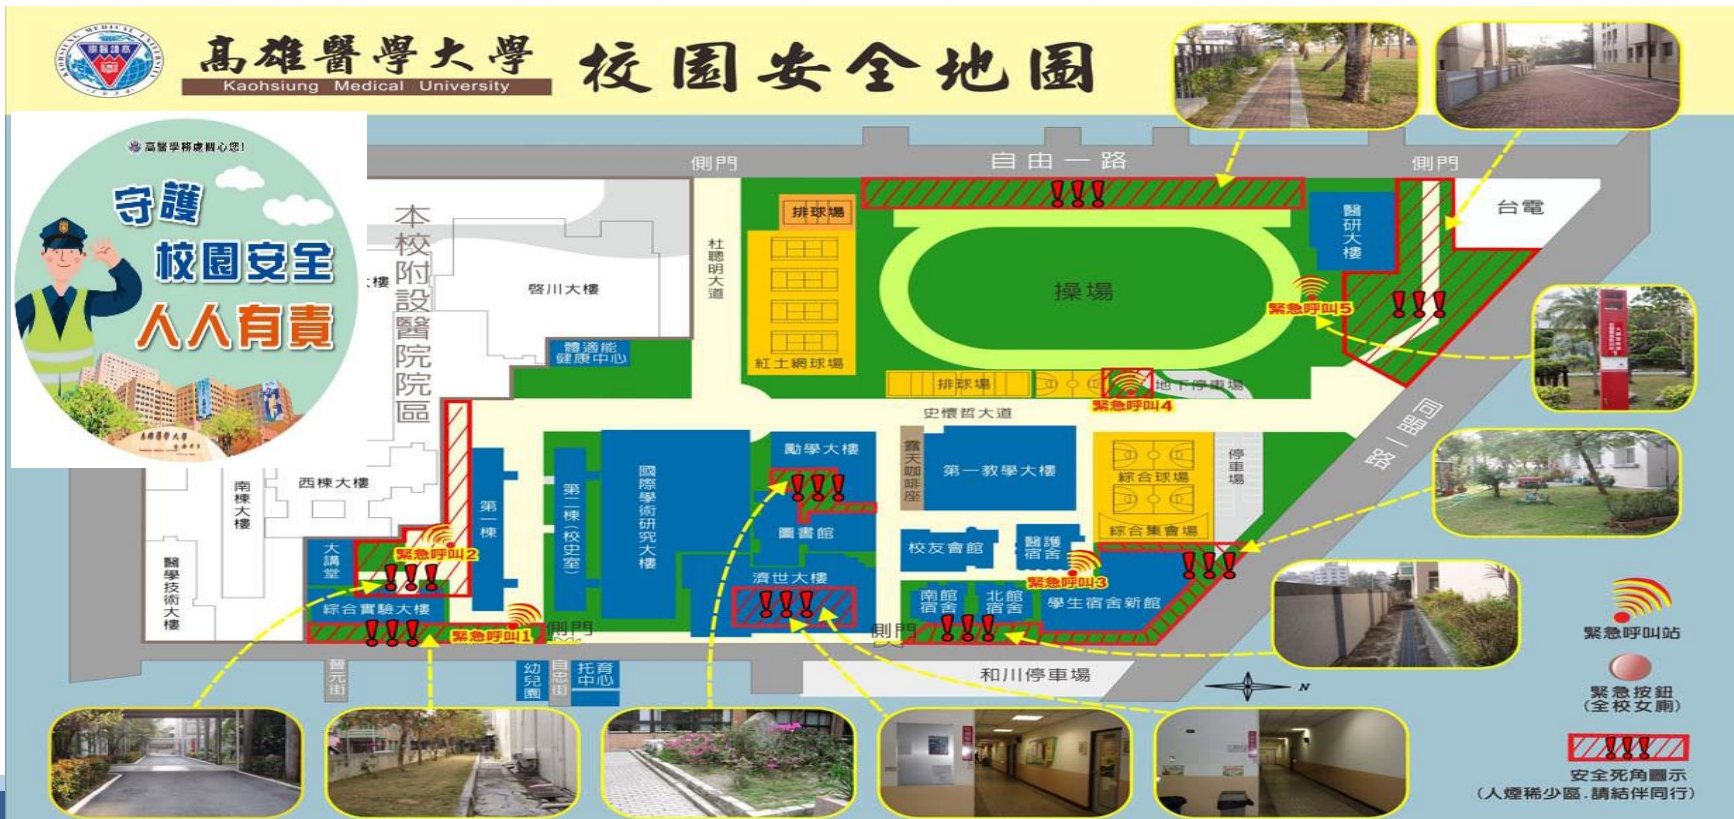 高雄醫學大學
Kaohsiung Medical University
校園安全地圖
高醫學務處關心您!
守護
校園安全
人人有責
高雄醫學大學
側門
自由一路
側門
本校附設醫院院區
大樓
啓川大樓
體適能
健康中心
杜聰明大道
排球場
紅土網球場
操場
醫研大樓
台電
緊急呼叫5
排球場
地下停車場
緊急呼叫4
史懷哲大道
同盟一路
南棟大樓
西棟大樓
醫學技術大樓
大講堂
綜合實驗大樓
緊急呼叫2
緊急呼叫1
第一棟
第二棟(校史室)
國際學術研究大樓
勵學大樓
圖書館
濟世大樓
露天咖啡座
第一教學大樓
綜合球場
綜合集會場
停車場
校友會館
醫護
宿舍
緊急呼叫3
南館
宿舍
北館
宿舍
學生宿舍新館
側門
側門
醫元街
幼兒園
自忠街
托育
中心
和川停車場
N
緊急呼叫站
緊急按鈕
(全校女廁)
!!!
安全死角圖示
(人煙稀少區.請結伴同行)